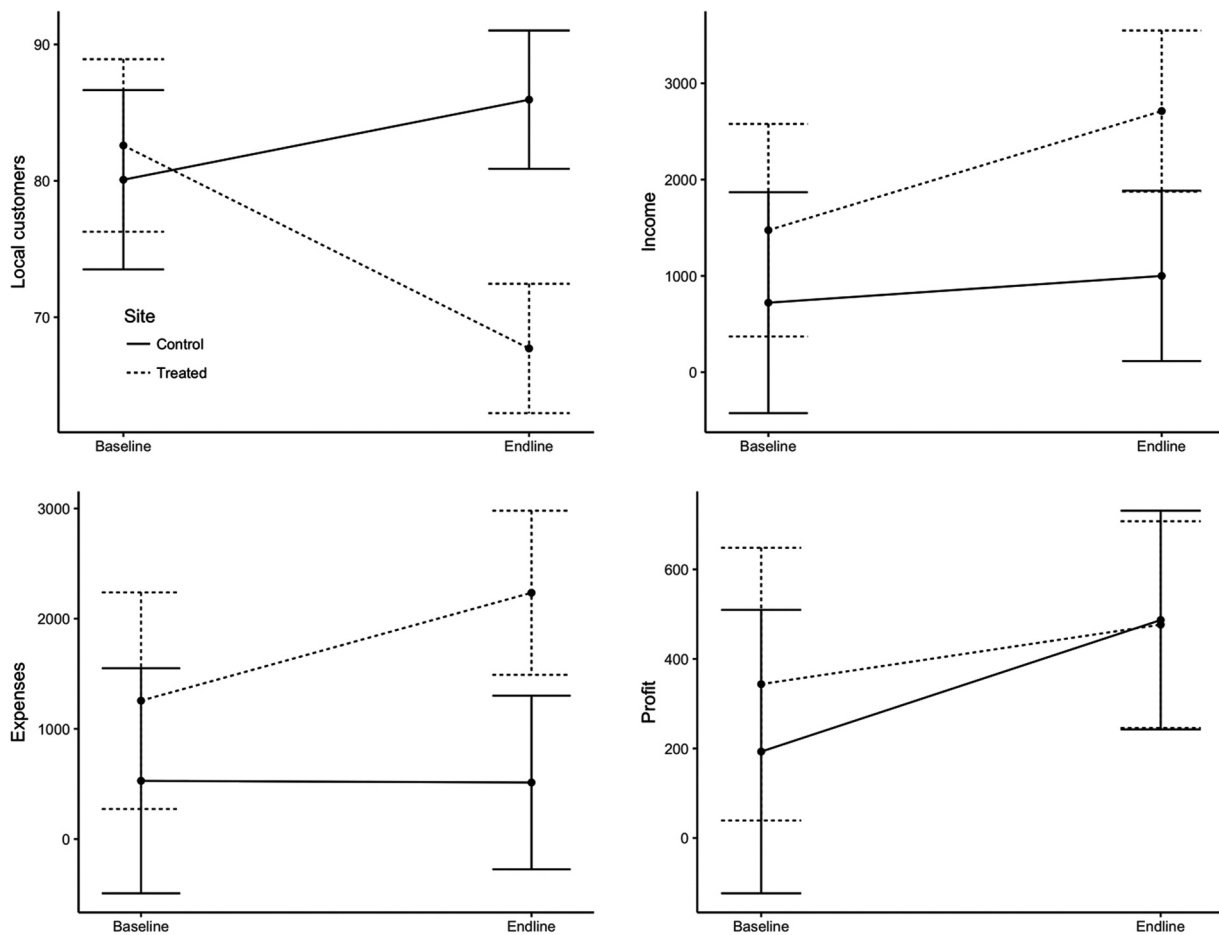 Local customers
90
80
70
Site
Control
Treated
Baseline
Endline
Income
3000
2000
1000
0
Baseline
Endline
Expenses
3000
2000
1000
0
Baseline
Endline
Profit
600
400
200
0
Baseline
Endline